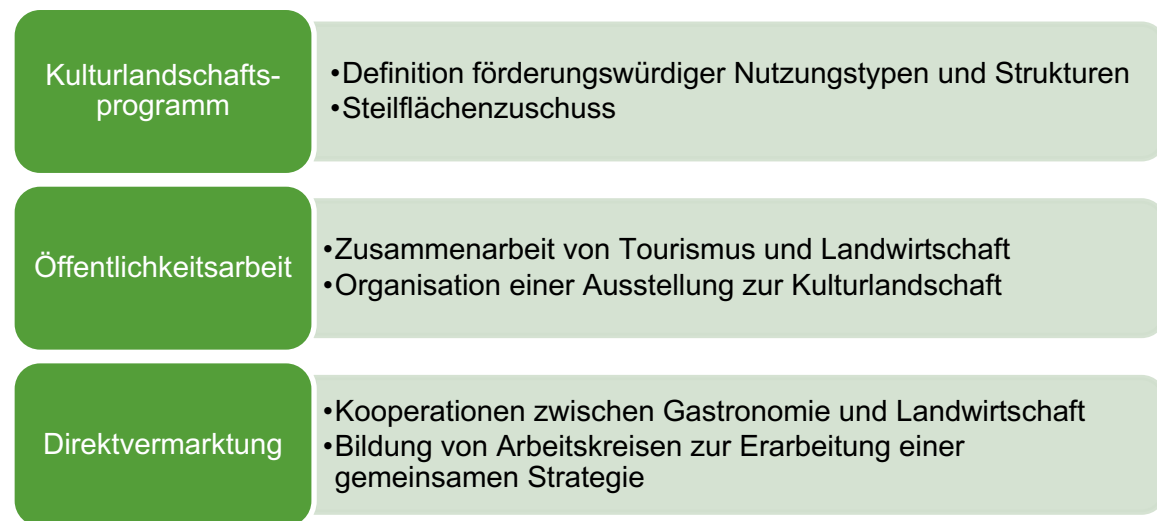 Kulturlandschafts-
programm
•Definition förderungswürdiger Nutzungstypen und Strukturen
•Steilflächenzuschuss
Öffentlichkeitsarbeit
•Zusammenarbeit von Tourismus und Landwirtschaft
•Organisation einer Ausstellung zur Kulturlandschaft
Direktvermarktung
•Kooperationen zwischen Gastronomie und Landwirtschaft
•Bildung von Arbeitskreisen zur Erarbeitung einer
gemeinsamen Strategie